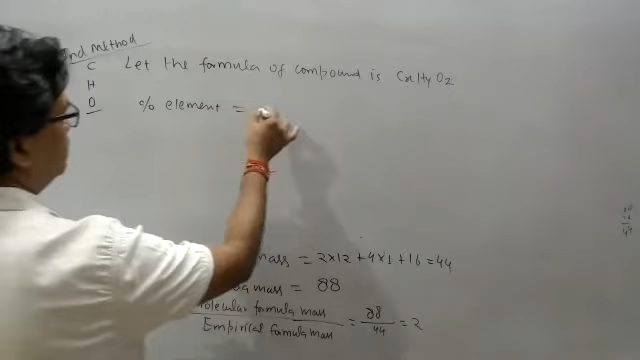 2nd method
C Let the formula of compound is CxHyOz
H
O % element =
mass = 2×12 + 4×1 + 16 = 44
mass = 88
molecular formula mass / Empirical formula mass = 88/44 = 2